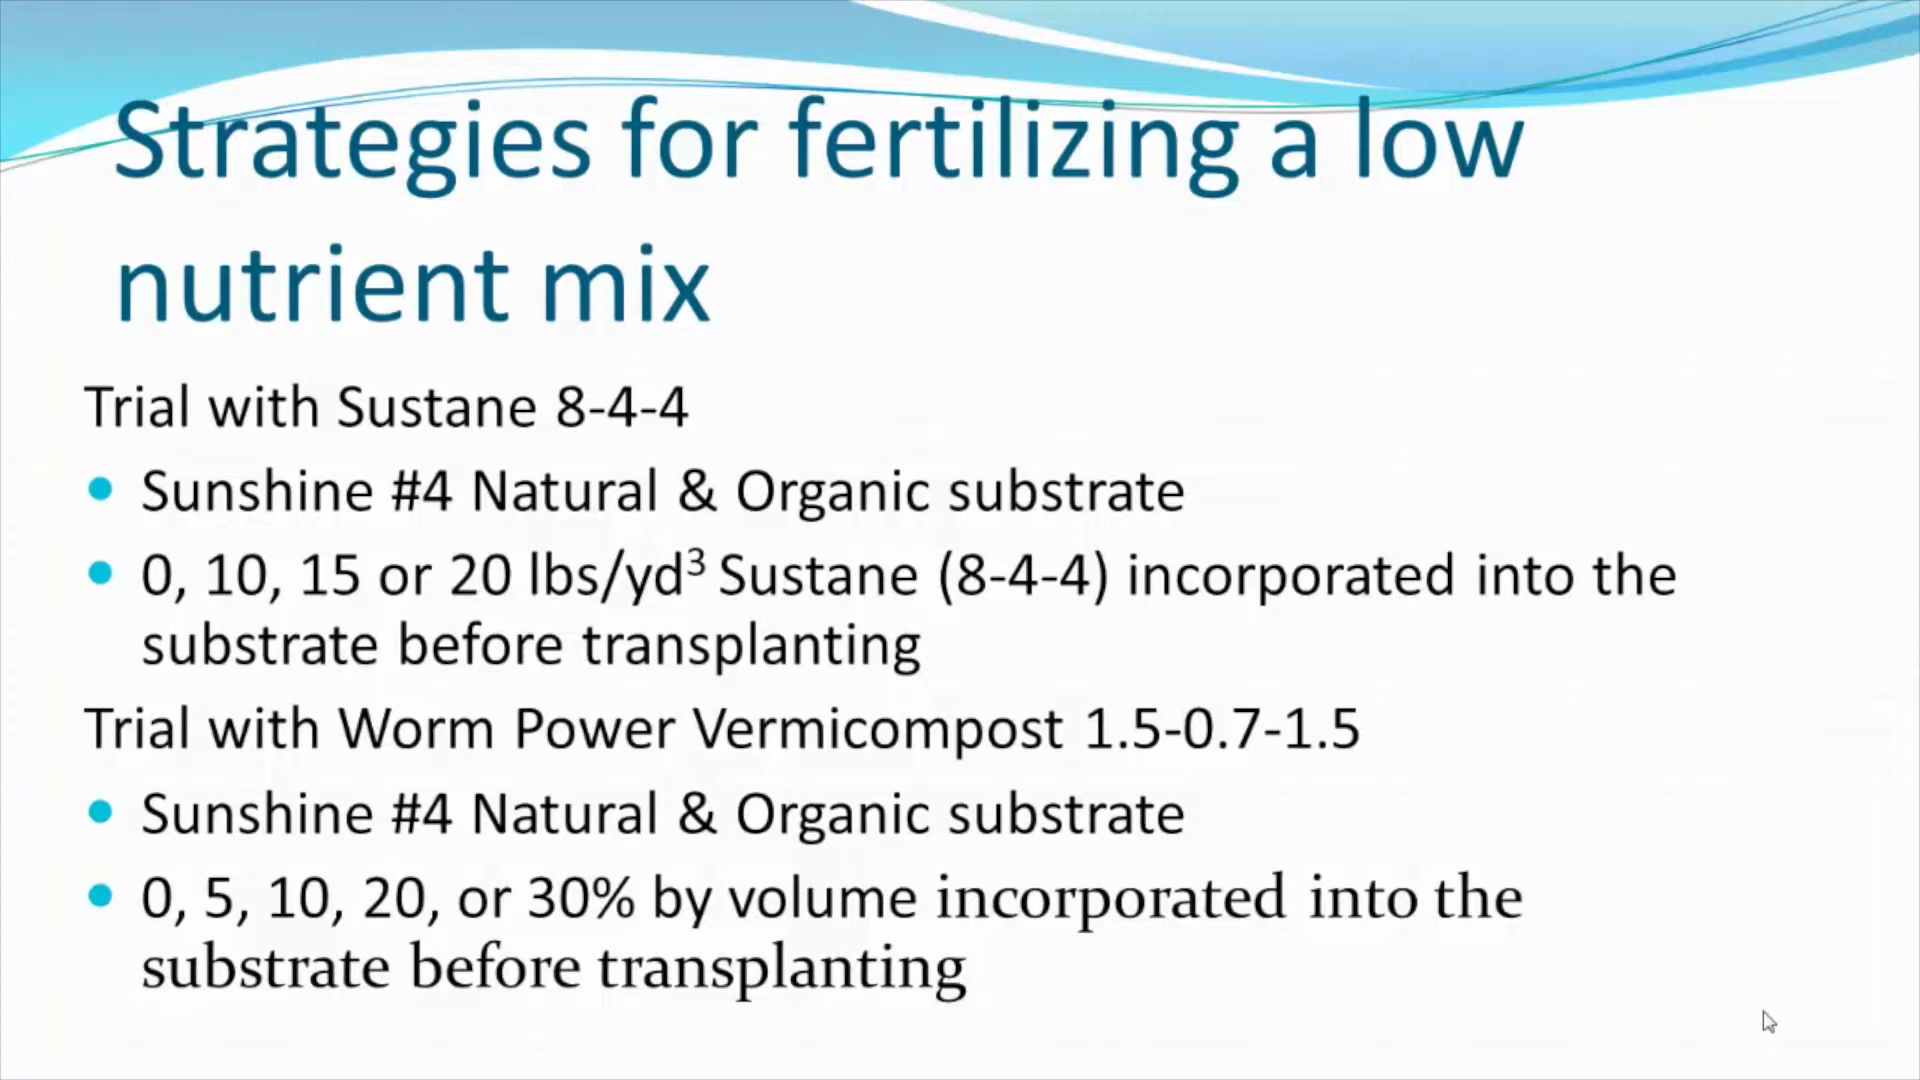 Strategies for fertilizing a low
nutrient mix
Trial with Sustane 8-4-4
• Sunshine #4 Natural & Organic substrate
• 0, 10, 15 or 20 lbs/yd³ Sustane (8-4-4) incorporated into the
substrate before transplanting
Trial with Worm Power Vermicompost 1.5-0.7-1.5
• Sunshine #4 Natural & Organic substrate
• 0, 5, 10, 20, or 30% by volume incorporated into the
substrate before transplanting